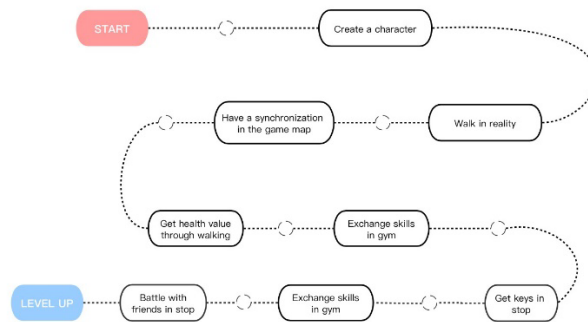 START
Create a character
Have a synchronization
in the game map
Walk in reality
Get health value
through walking
Exchange skills
in gym
LEVEL UP
Battle with
friends in stop
Exchange skills
in gym
Get keys in
stop